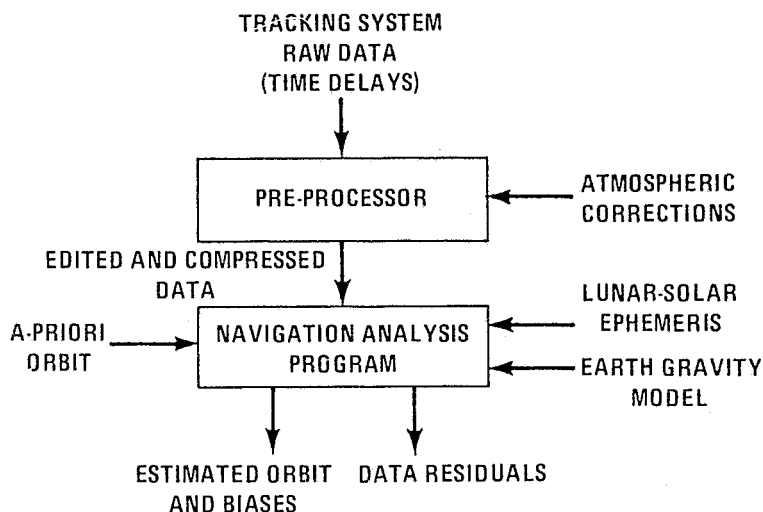 TRACKING SYSTEM
RAW DATA
(TIME DELAYS)
PRE-PROCESSOR
ATMOSPHERIC
CORRECTIONS
EDITED AND COMPRESSED
DATA
LUNAR-SOLAR
EPHEMERIS
A-PRIORI
ORBIT
NAVIGATION ANALYSIS
PROGRAM
EARTH GRAVITY
MODEL
ESTIMATED ORBIT
AND BIASES
DATA RESIDUALS